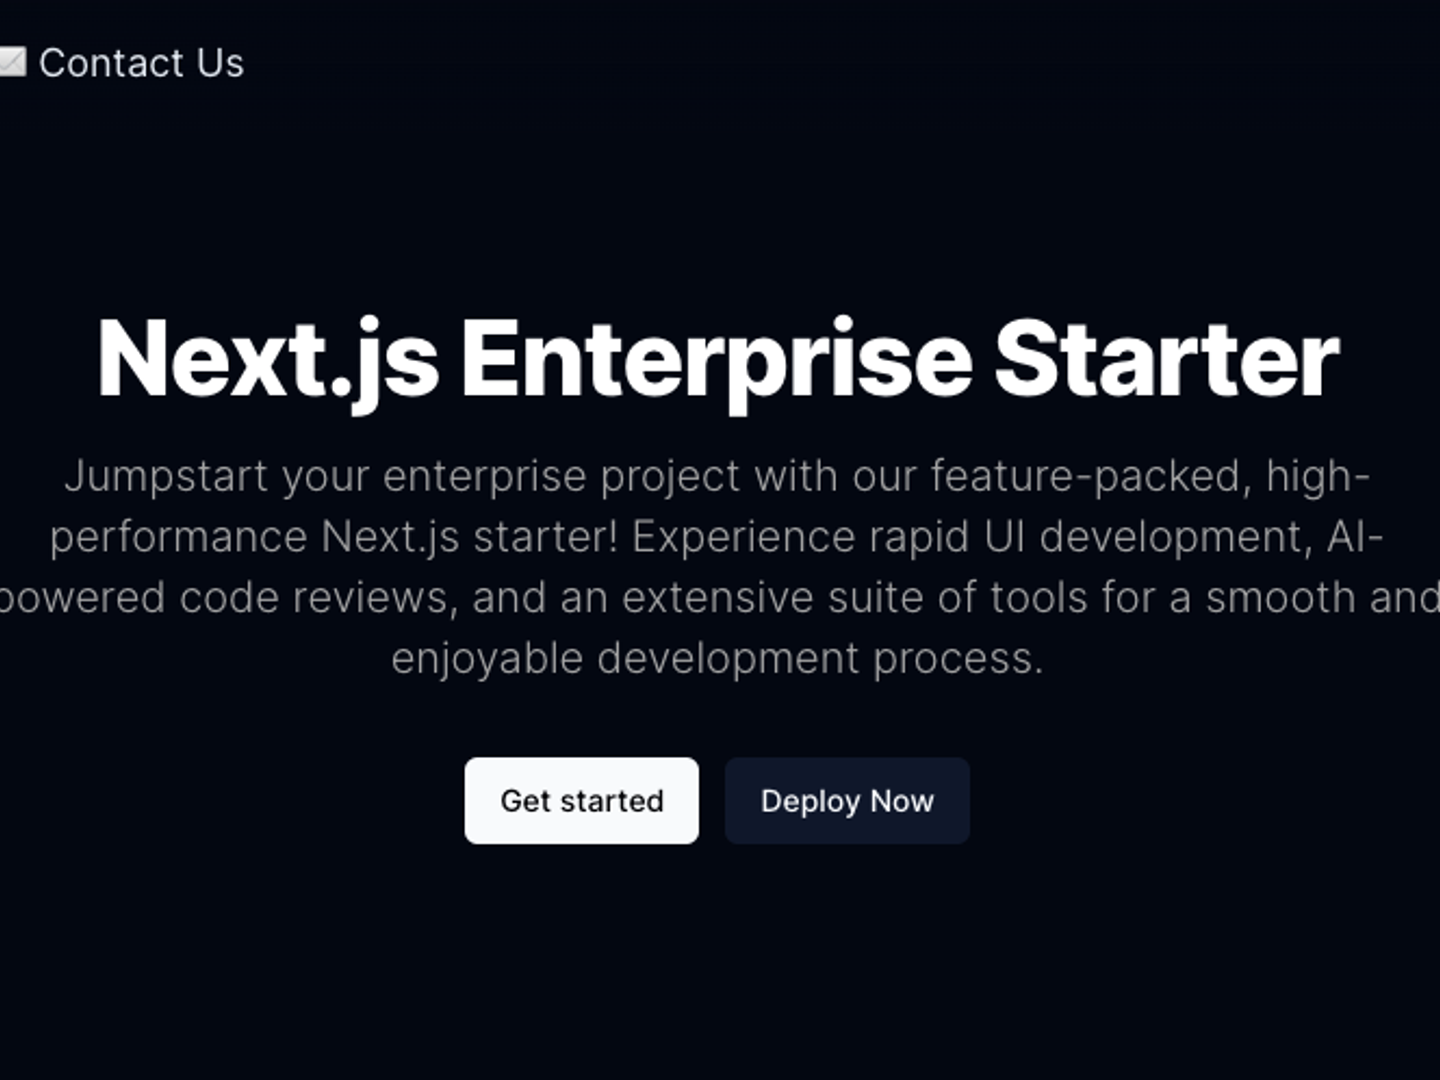 Contact Us
Next.js Enterprise Starter
Jumpstart your enterprise project with our feature-packed, high-
performance Next.js starter! Experience rapid UI development, AI-
powered code reviews, and an extensive suite of tools for a smooth and
enjoyable development process.
Get started
Deploy Now